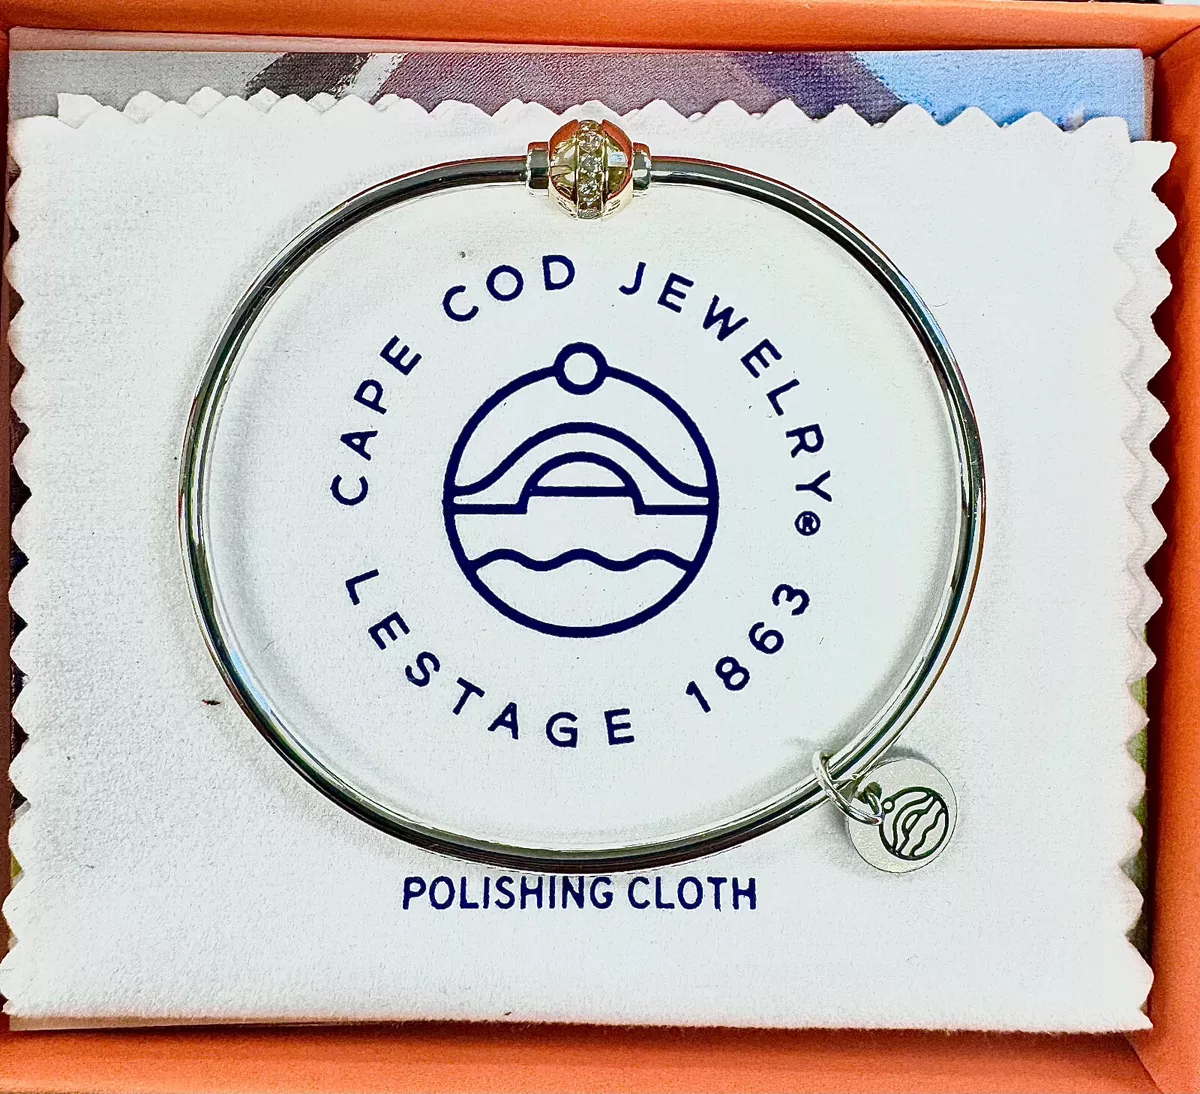 CAPE COD JEWELRY®
LESTAGE 1863
POLISHING CLOTH